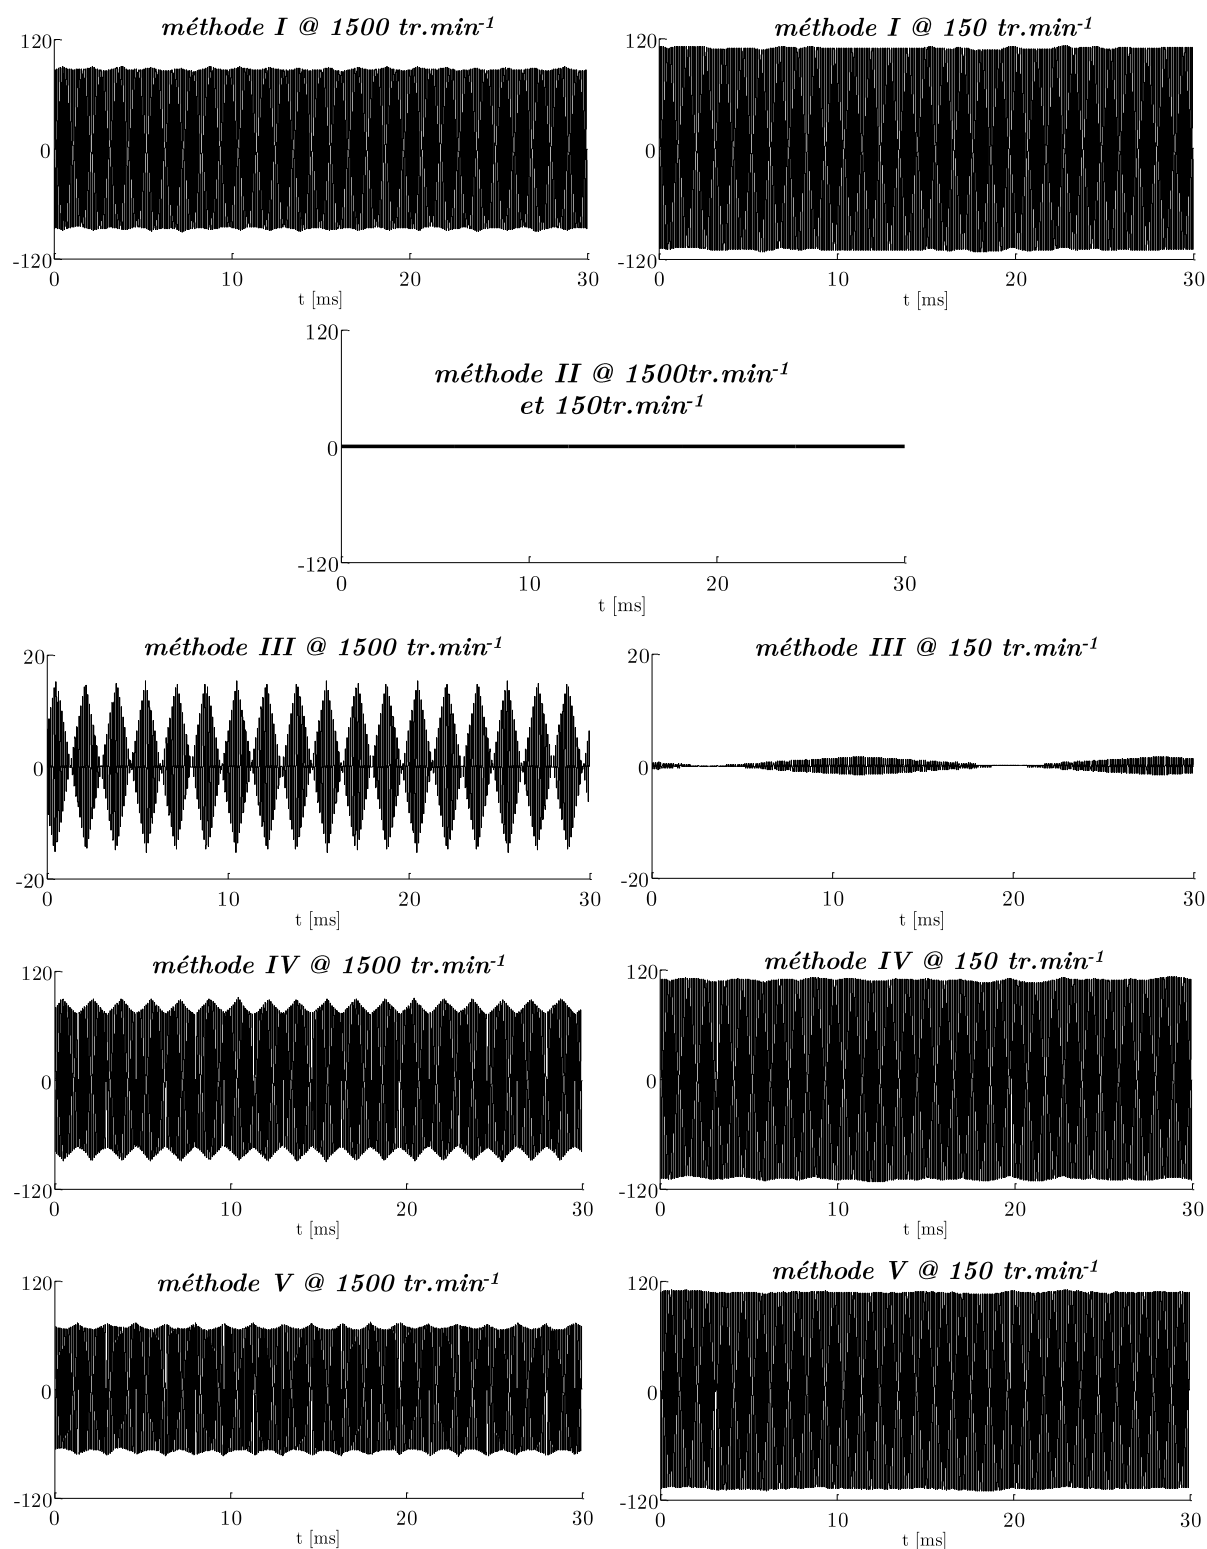 méthode I @ 1500 tr.min-1
120
0
-120
0 10 20 30
t [ms]
méthode I @ 150 tr.min-1
120
0
-120
0 10 20 30
t [ms]
méthode II @ 1500tr.min-1
et 150tr.min-1
120
0
-120
0 10 20 30
t [ms]
méthode III @ 1500 tr.min-1
20
0
-20
0 10 20 30
t [ms]
méthode III @ 150 tr.min-1
20
0
-20
0 10 20 30
t [ms]
méthode IV @ 1500 tr.min-1
120
0
-120
0 10 20 30
t [ms]
méthode IV @ 150 tr.min-1
120
0
-120
0 10 20 30
t [ms]
méthode V @ 1500 tr.min-1
120
0
-120
0 10 20 30
t [ms]
méthode V @ 150 tr.min-1
120
0
-120
0 10 20 30
t [ms]